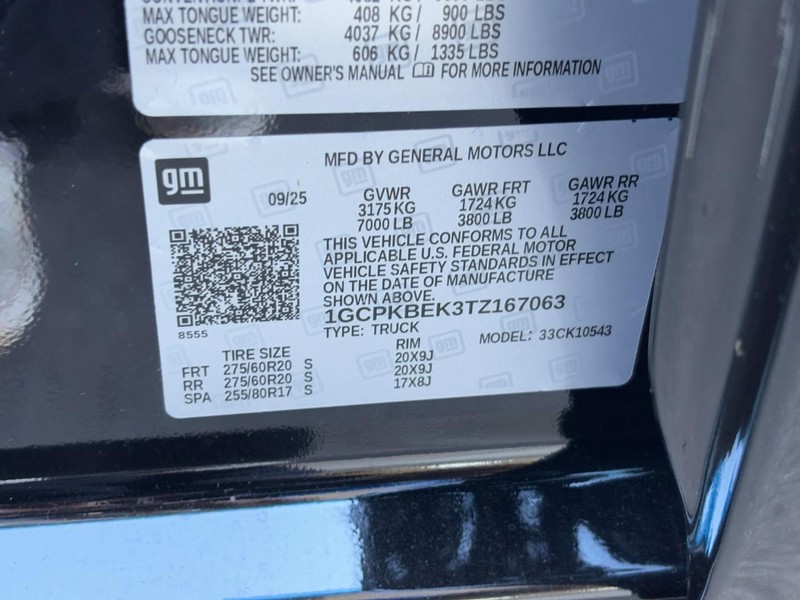 MAX TONGUE WEIGHT: 408 KG / 900 LBS
GOOSENECK TWR: 4037 KG / 8900 LBS
MAX TONGUE WEIGHT: 606 KG / 1335 LBS
SEE OWNER'S MANUAL FOR MORE INFORMATION
gm
MFD BY GENERAL MOTORS LLC
09/25
GVWR GAWR FRT GAWR RR
3175 KG 1724 KG 1724 KG
7000 LB 3800 LB 3800 LB
THIS VEHICLE CONFORMS TO ALL
APPLICABLE U.S. FEDERAL MOTOR
VEHICLE SAFETY STANDARDS IN EFFECT
ON THE DATE OF MANUFACTURE
SHOWN ABOVE.
1GCPKBEK3TZ167063
8555
TYPE: TRUCK MODEL: 33CK10543
TIRE SIZE RIM
FRT 275/60R20 S 20X9J
RR 275/60R20 S 20X9J
SPA 255/80R17 S 17X8J